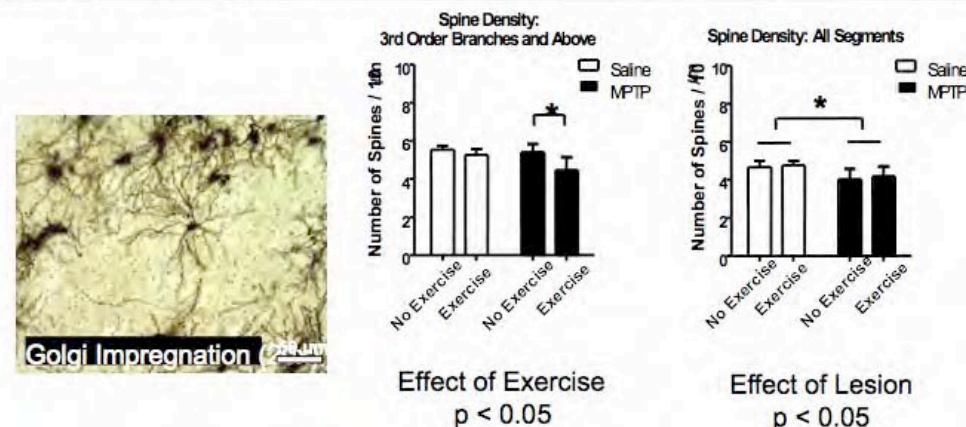 Golgi Impregnation
50 µm
Spine Density:
3rd Order Branches and Above
Number of Spines /
10
8
6
4
2
0
Saline
MPTP
*
No Exercise
Exercise
No Exercise
Exercise
Effect of Exercise
p < 0.05
Spine Density: All Segments
Number of Spines /
10
8
6
4
2
0
Saline
MPTP
*
No Exercise
Exercise
No Exercise
Exercise
Effect of Lesion
p < 0.05